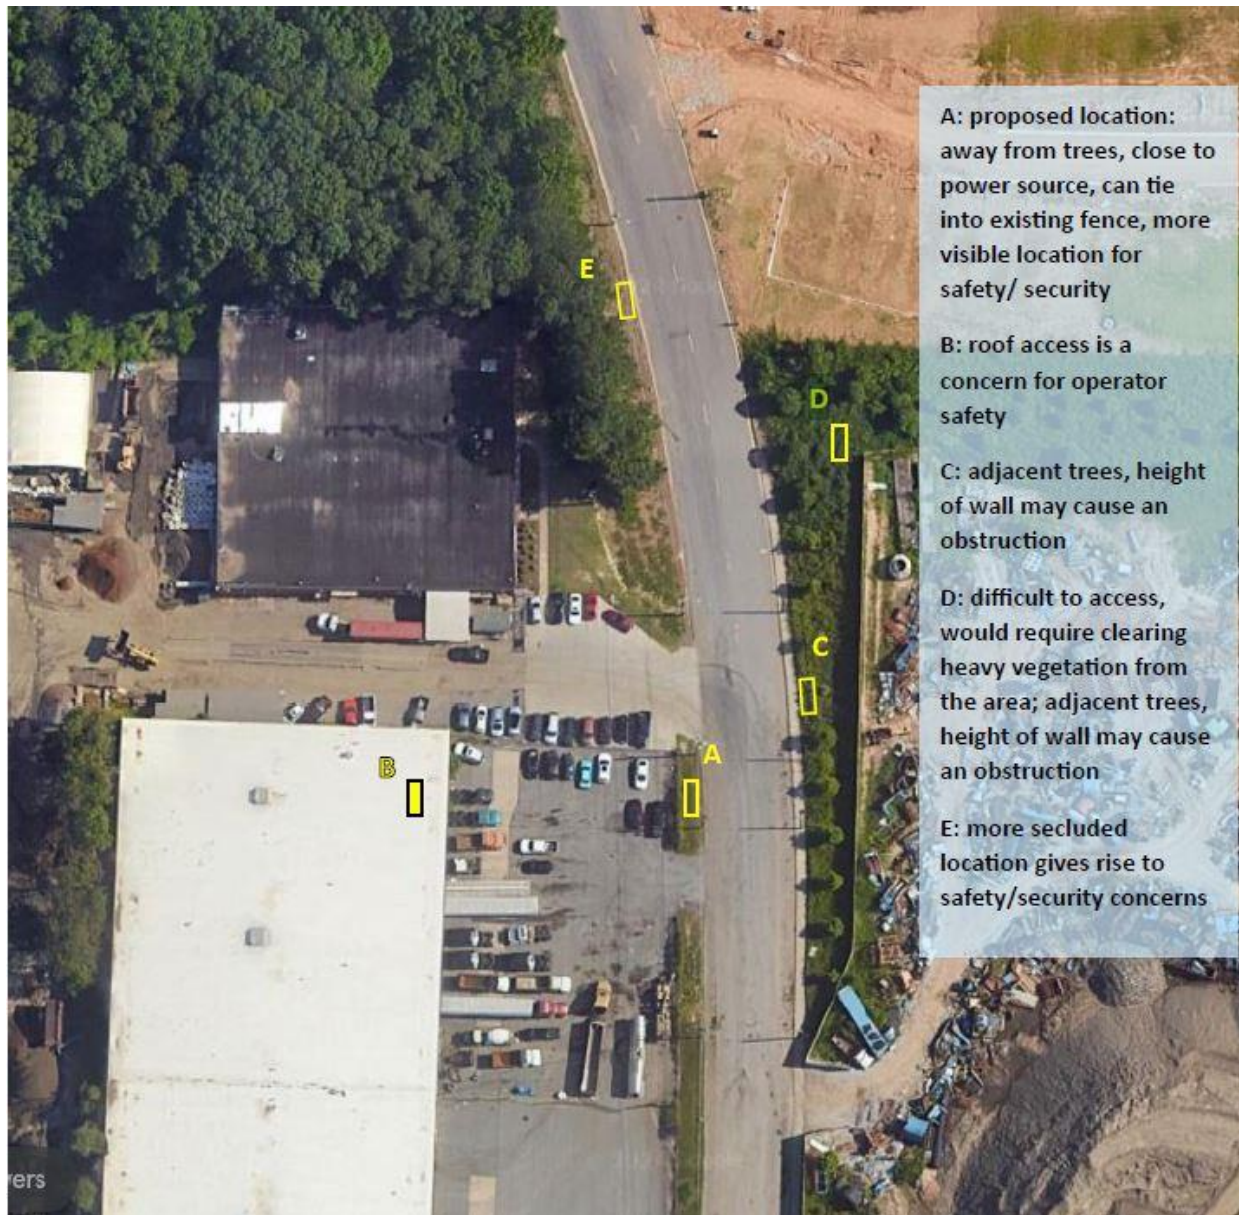 E
D
C
A
B
A: proposed location:
away from trees, close to
power source, can tie
into existing fence, more
visible location for
safety/ security
B: roof access is a
concern for operator
safety
C: adjacent trees, height
of wall may cause an
obstruction
D: difficult to access,
would require clearing
heavy vegetation from
the area; adjacent trees,
height of wall may cause
an obstruction
E: more secluded
location gives rise to
safety/security concerns
vers